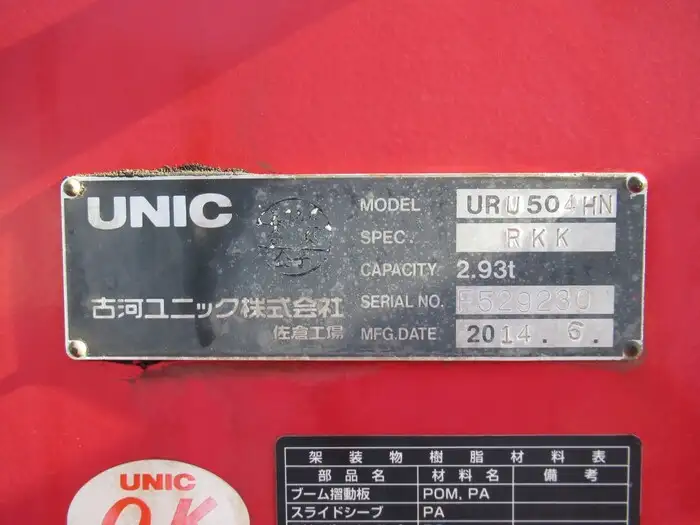 UNIC
MODEL URU504HN
SPEC. RKK
CAPACITY 2.93t
古河ユニック株式会社
SERIAL NO. F529230
佐倉工場
MFG.DATE 2014.6.
UNIC
O.K
架装物樹脂材料表
部品名 材料名 備考
ブーム摺動板 POM, PA
スライドシーブ PA